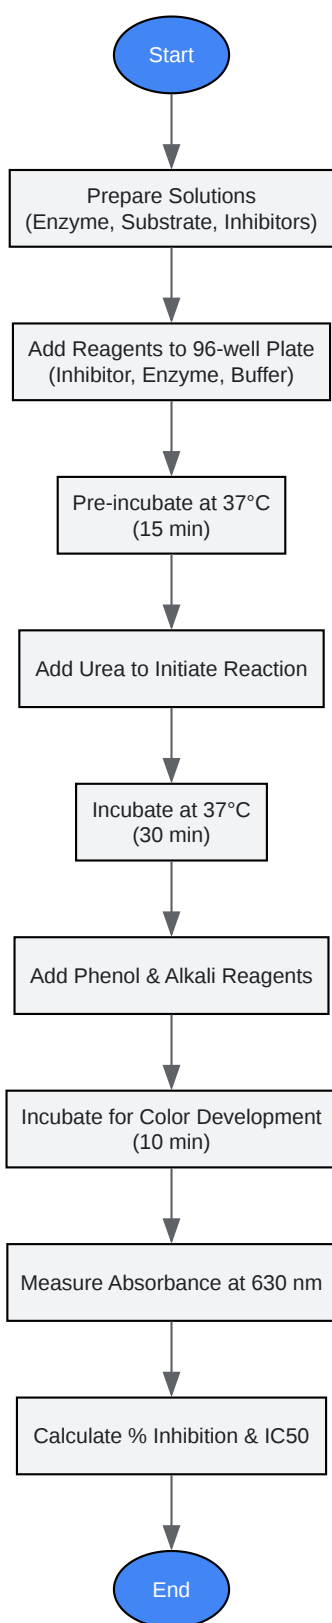 Start
Prepare Solutions
(Enzyme, Substrate, Inhibitors)
Add Reagents to 96-well Plate
(Inhibitor, Enzyme, Buffer)
Pre-incubate at 37°C
(15 min)
Add Urea to Initiate Reaction
Incubate at 37°C
(30 min)
Add Phenol & Alkali Reagents
Incubate for Color Development
(10 min)
Measure Absorbance at 630 nm
Calculate % Inhibition & IC50
End